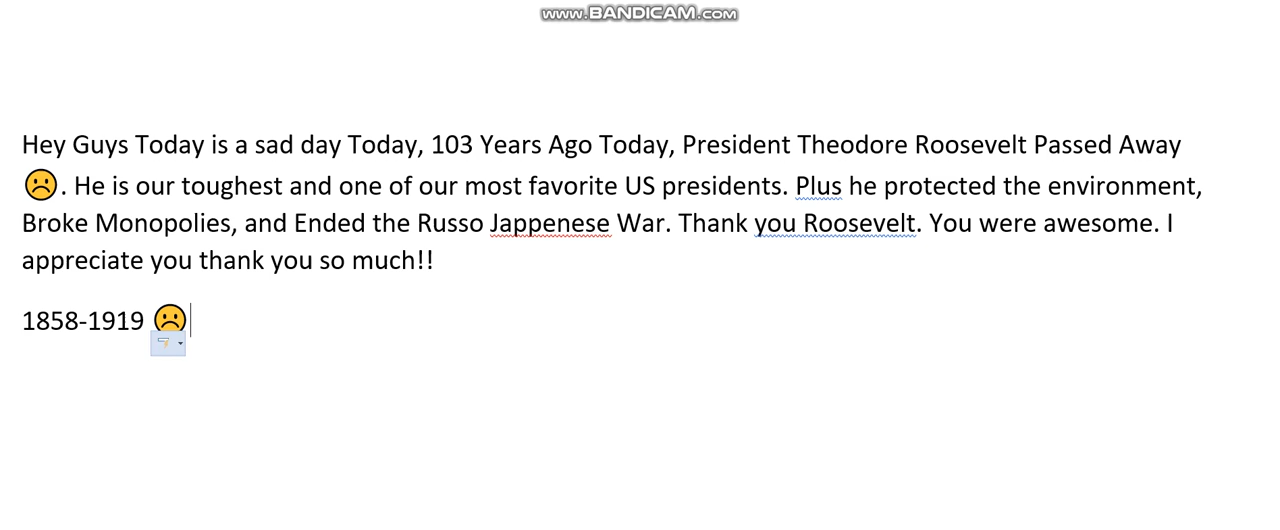 www.BANDICAM.com
Hey Guys Today is a sad day Today, 103 Years Ago Today, President Theodore Roosevelt Passed Away
☹. He is our toughest and one of our most favorite US presidents. Plus he protected the environment,
Broke Monopolies, and Ended the Russo Jappenese War. Thank you Roosevelt. You were awesome. I
appreciate you thank you so much!!
1858-1919 ☹